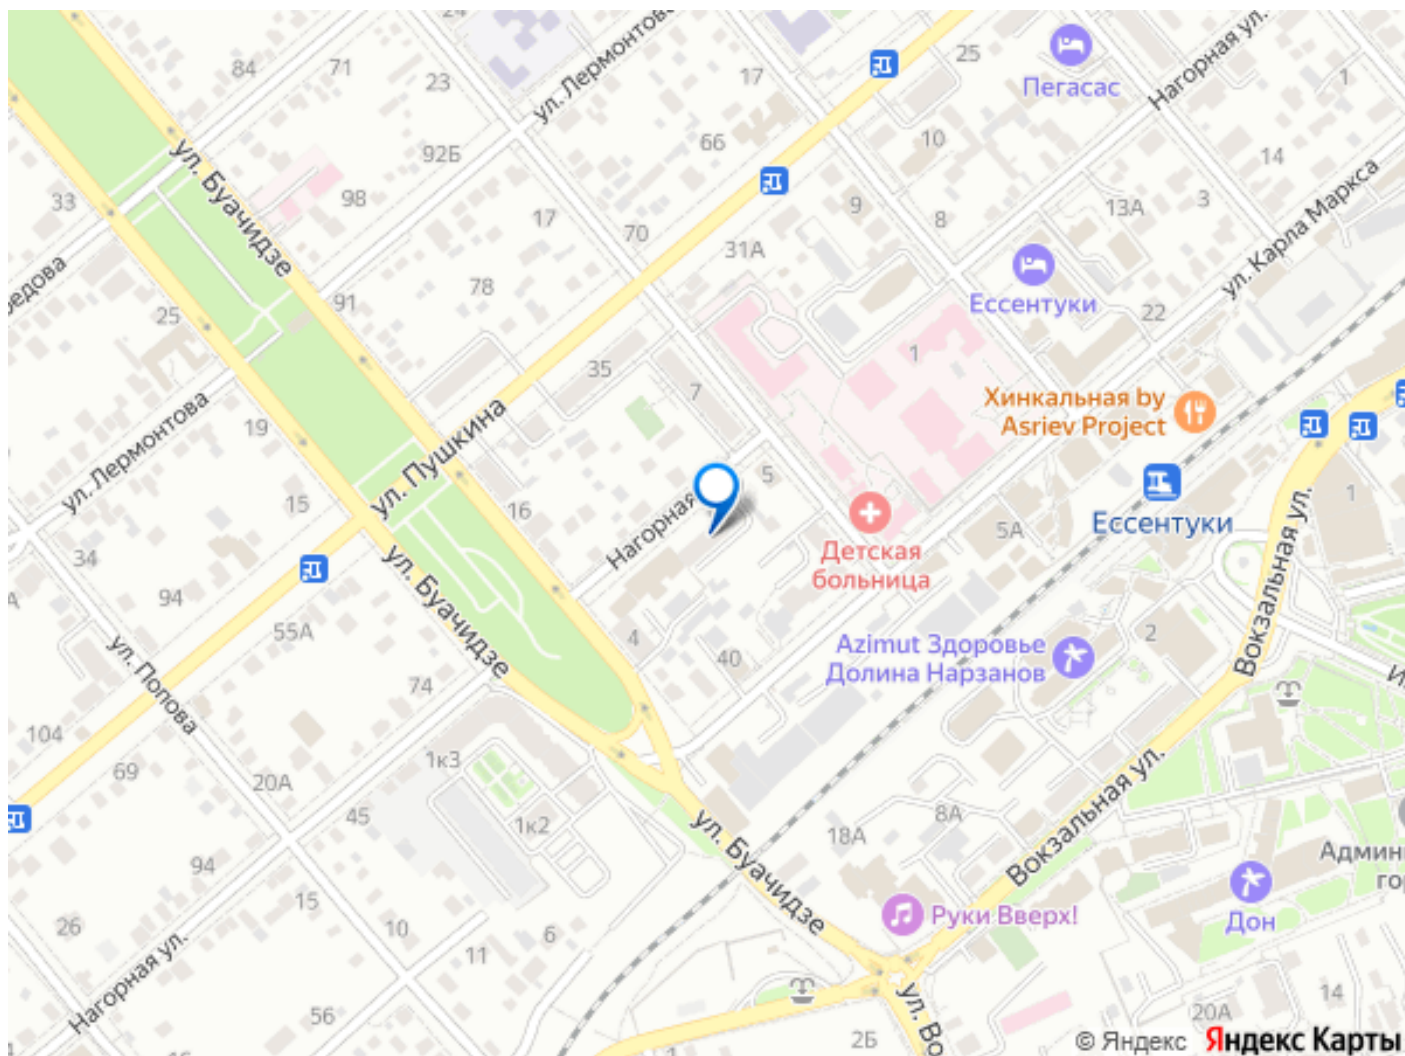 24
ул. Лермонтова
25
Нагорная ул.
84
71
23
17
Пегасас
1
92Б
66
10
14
33
98
17
70
9
8
13А
3
ул. Карла Маркса
ул. Буачидзе
31А
Ессентуки
78
91
25
22
35
7
1
Хинкальная by
Asriev Project
ул. Лермонтова
19
ул. Пушкина
5
15
16
Нагорная
5А
Ессентуки
1
Вокзальная ул.
34
Детская
больница
94
55А
ул. Буачидзе
4
40
Azimut Здоровье
Долина Нарзанов
2
ул. Попова
74
104
69
20А
1к3
45
1к2
ул. Буачидзе
18А
8А
Вокзальная ул.
94
15
26
10
6
11
Руки Вверх!
Дон
Нагорная ул.
56
2Б
20А
14
© Яндекс
Яндекс Карты